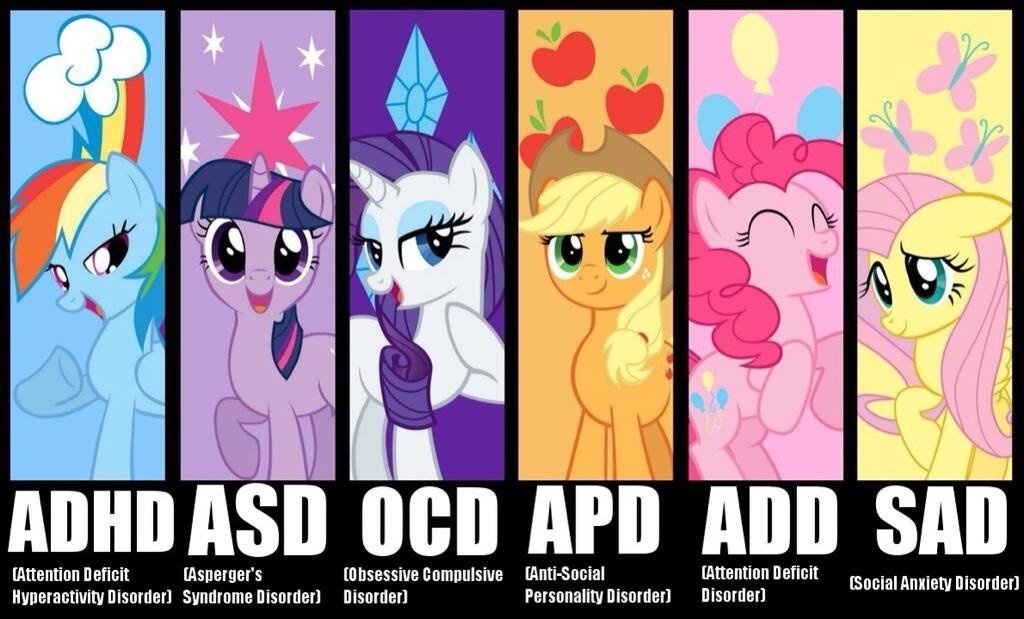 ADHD
(Attention Deficit
Hyperactivity Disorder)
ASD
(Asperger's
Syndrome Disorder)
OCD
(Obsessive Compulsive
Disorder)
APD
(Anti-Social
Personality Disorder)
ADD
(Attention Deficit
Disorder)
SAD
(Social Anxiety Disorder)